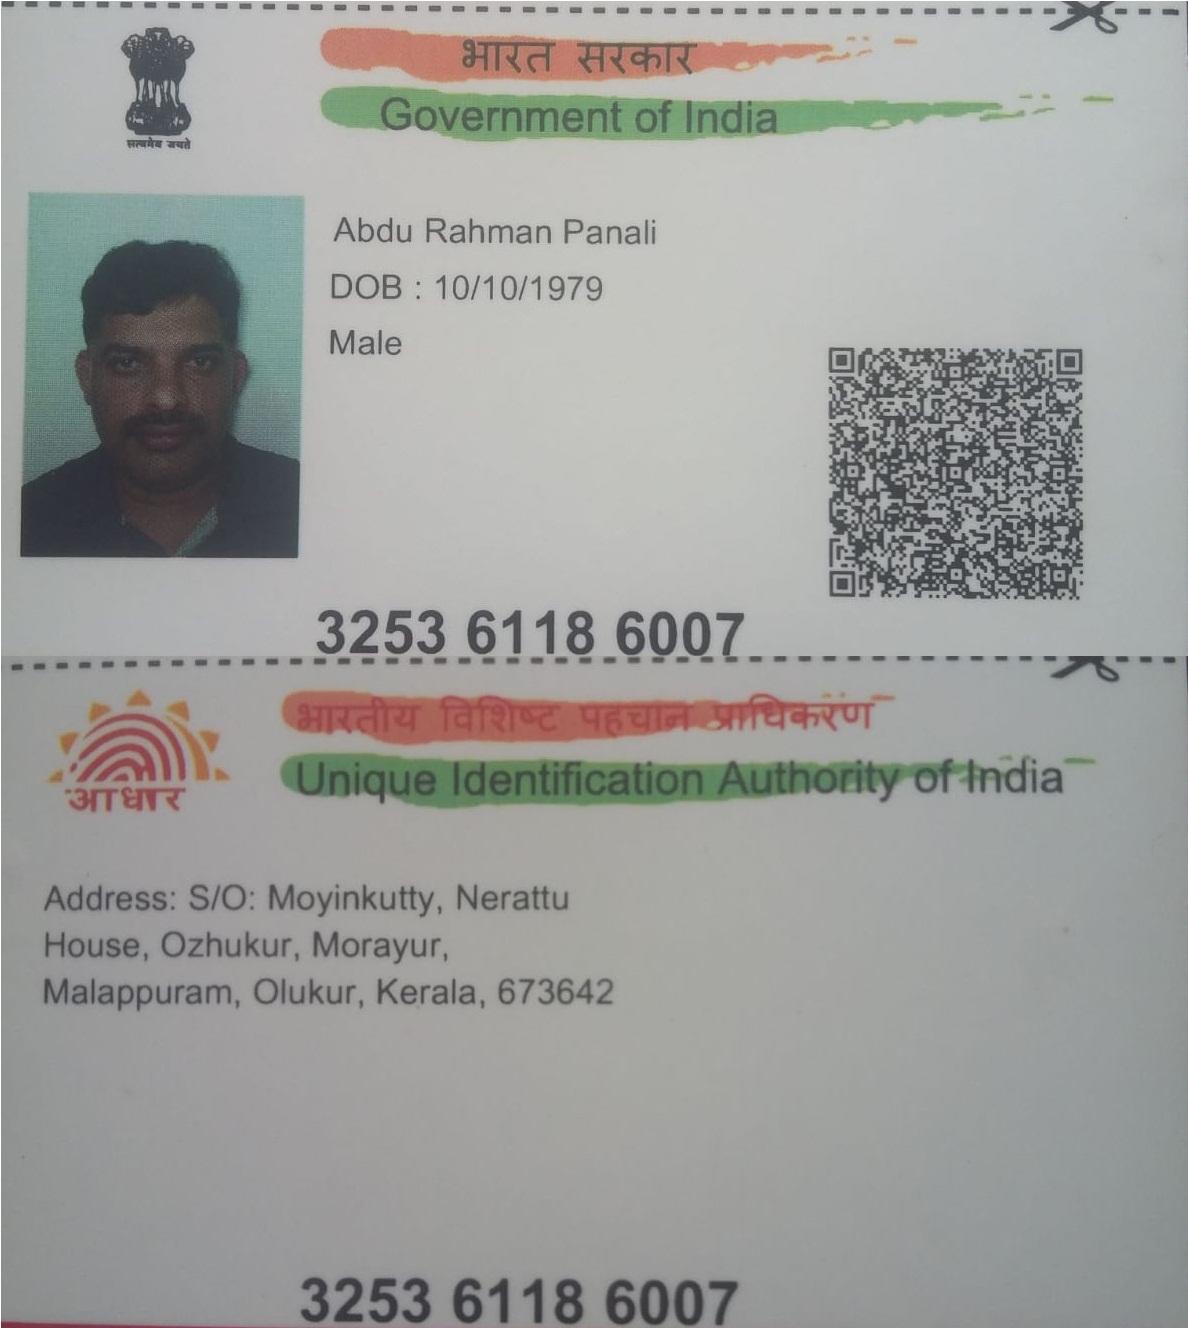 भारत सरकार
Government of India
सत्यमेव जयते
Abdu Rahman Panali
DOB : 10/10/1979
Male
3253 6118 6007
भारतीय विशिष्ट पहचान प्राधिकरण
Unique Identification Authority of India
आधार
Address: S/O: Moyinkutty, Nerattu
House, Ozhukur, Morayur,
Malappuram, Olukur, Kerala, 673642
3253 6118 6007